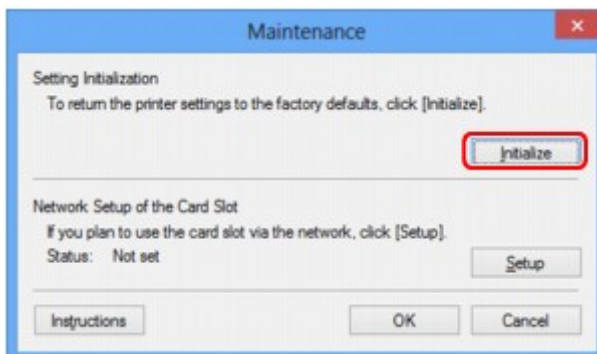 Maintenance
Setting Initialization
To return the printer settings to the factory defaults, click [Initialize].
Initialize
Network Setup of the Card Slot
If you plan to use the card slot via the network, click [Setup].
Status: Not set
Setup
Instructions OK Cancel